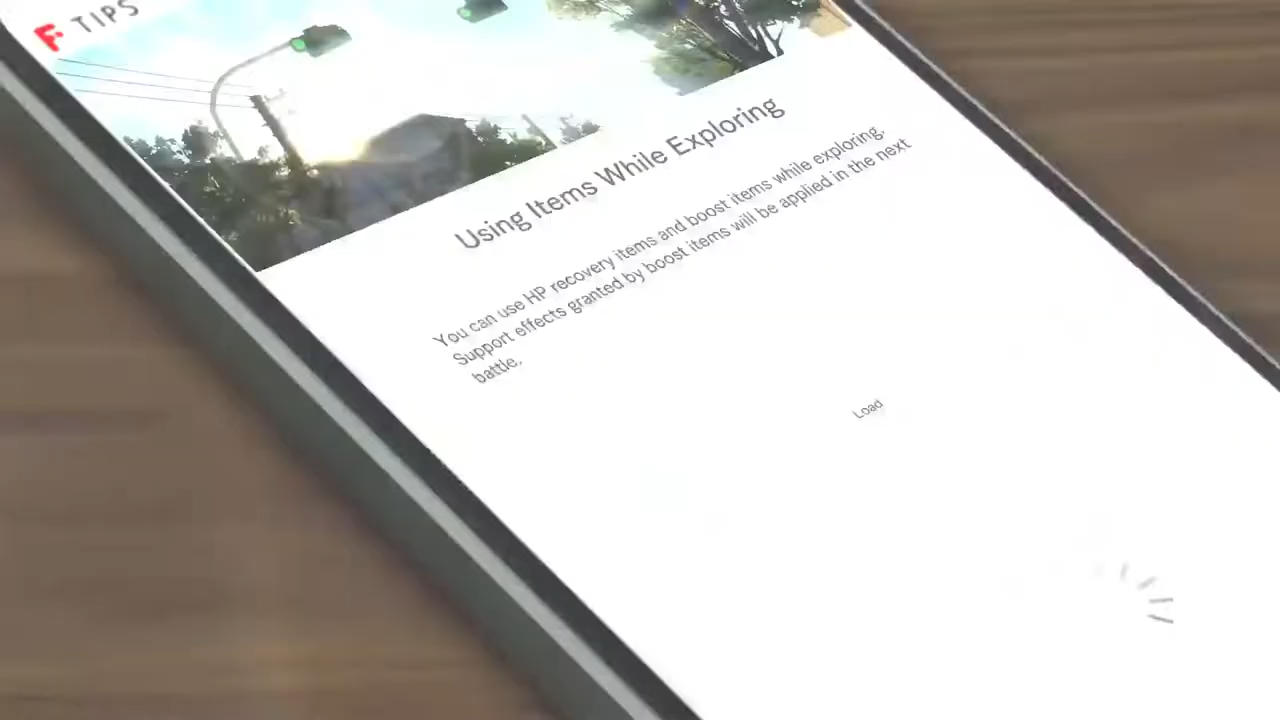 F TIPS
Using Items While Exploring
You can use HP recovery items and boost items while exploring.
Support effects granted by boost items will be applied in the next
battle.
Load